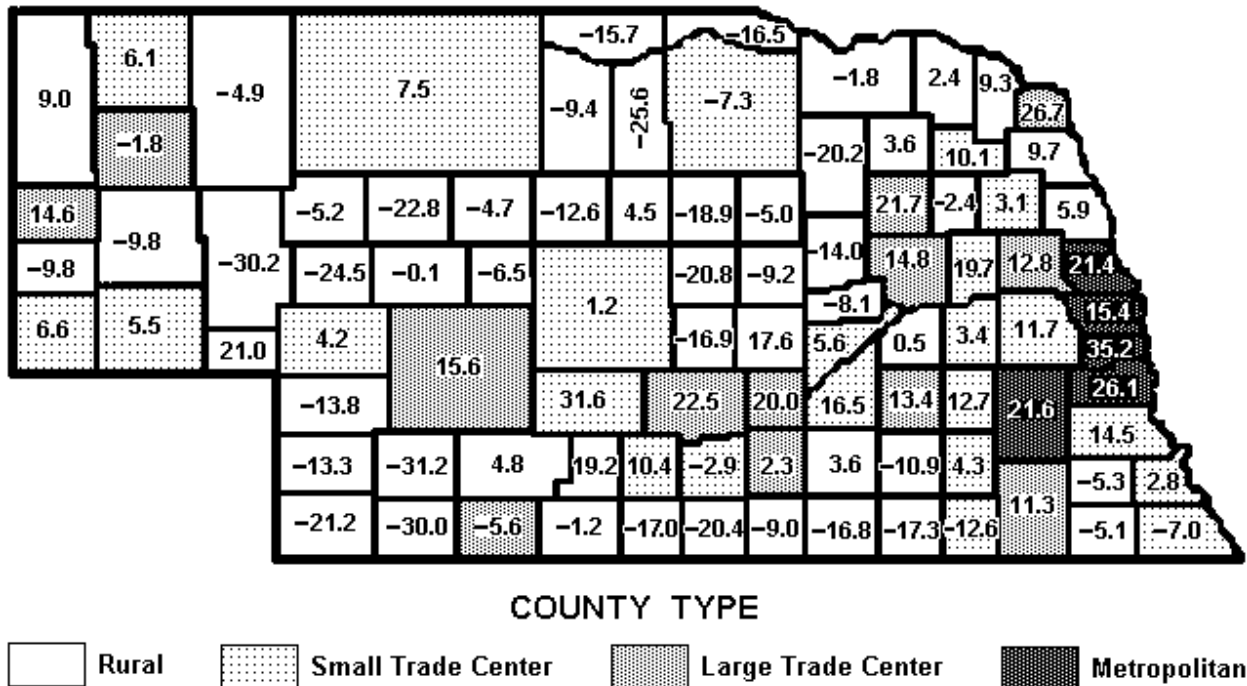 −15.7 −16.5
6.1 −4.9 7.5 −9.4 −25.6 −7.3 −1.8 2.4 9.3
9.0 26.7
−1.8 −20.2 3.6 10.1 9.7
14.6 −5.2 −22.8 −4.7 −12.6 4.5 −18.9 −5.0 21.7 −2.4 3.1 5.9
−9.8 −30.2 −14.0 14.8 19.7 12.8 21.4
−9.8 −24.5 −0.1 −6.5 −20.8 −9.2
6.6 5.5 1.2 −8.1 15.4
21.0 4.2 15.6 −16.9 17.6 5.6 0.5 3.4 11.7 35.2
−13.8 31.6 22.5 20.0 16.5 13.4 12.7 21.6 26.1
14.5
−13.3 −31.2 4.8 19.2 10.4 −2.9 2.3 3.6 −10.9 4.3 −5.3 2.8
−21.2 −30.0 −5.6 −1.2 −17.0 −20.4 −9.0 −16.8 −17.3 −12.6 11.3 −5.1 −7.0
COUNTY TYPE
Rural Small Trade Center Large Trade Center Metropolitan